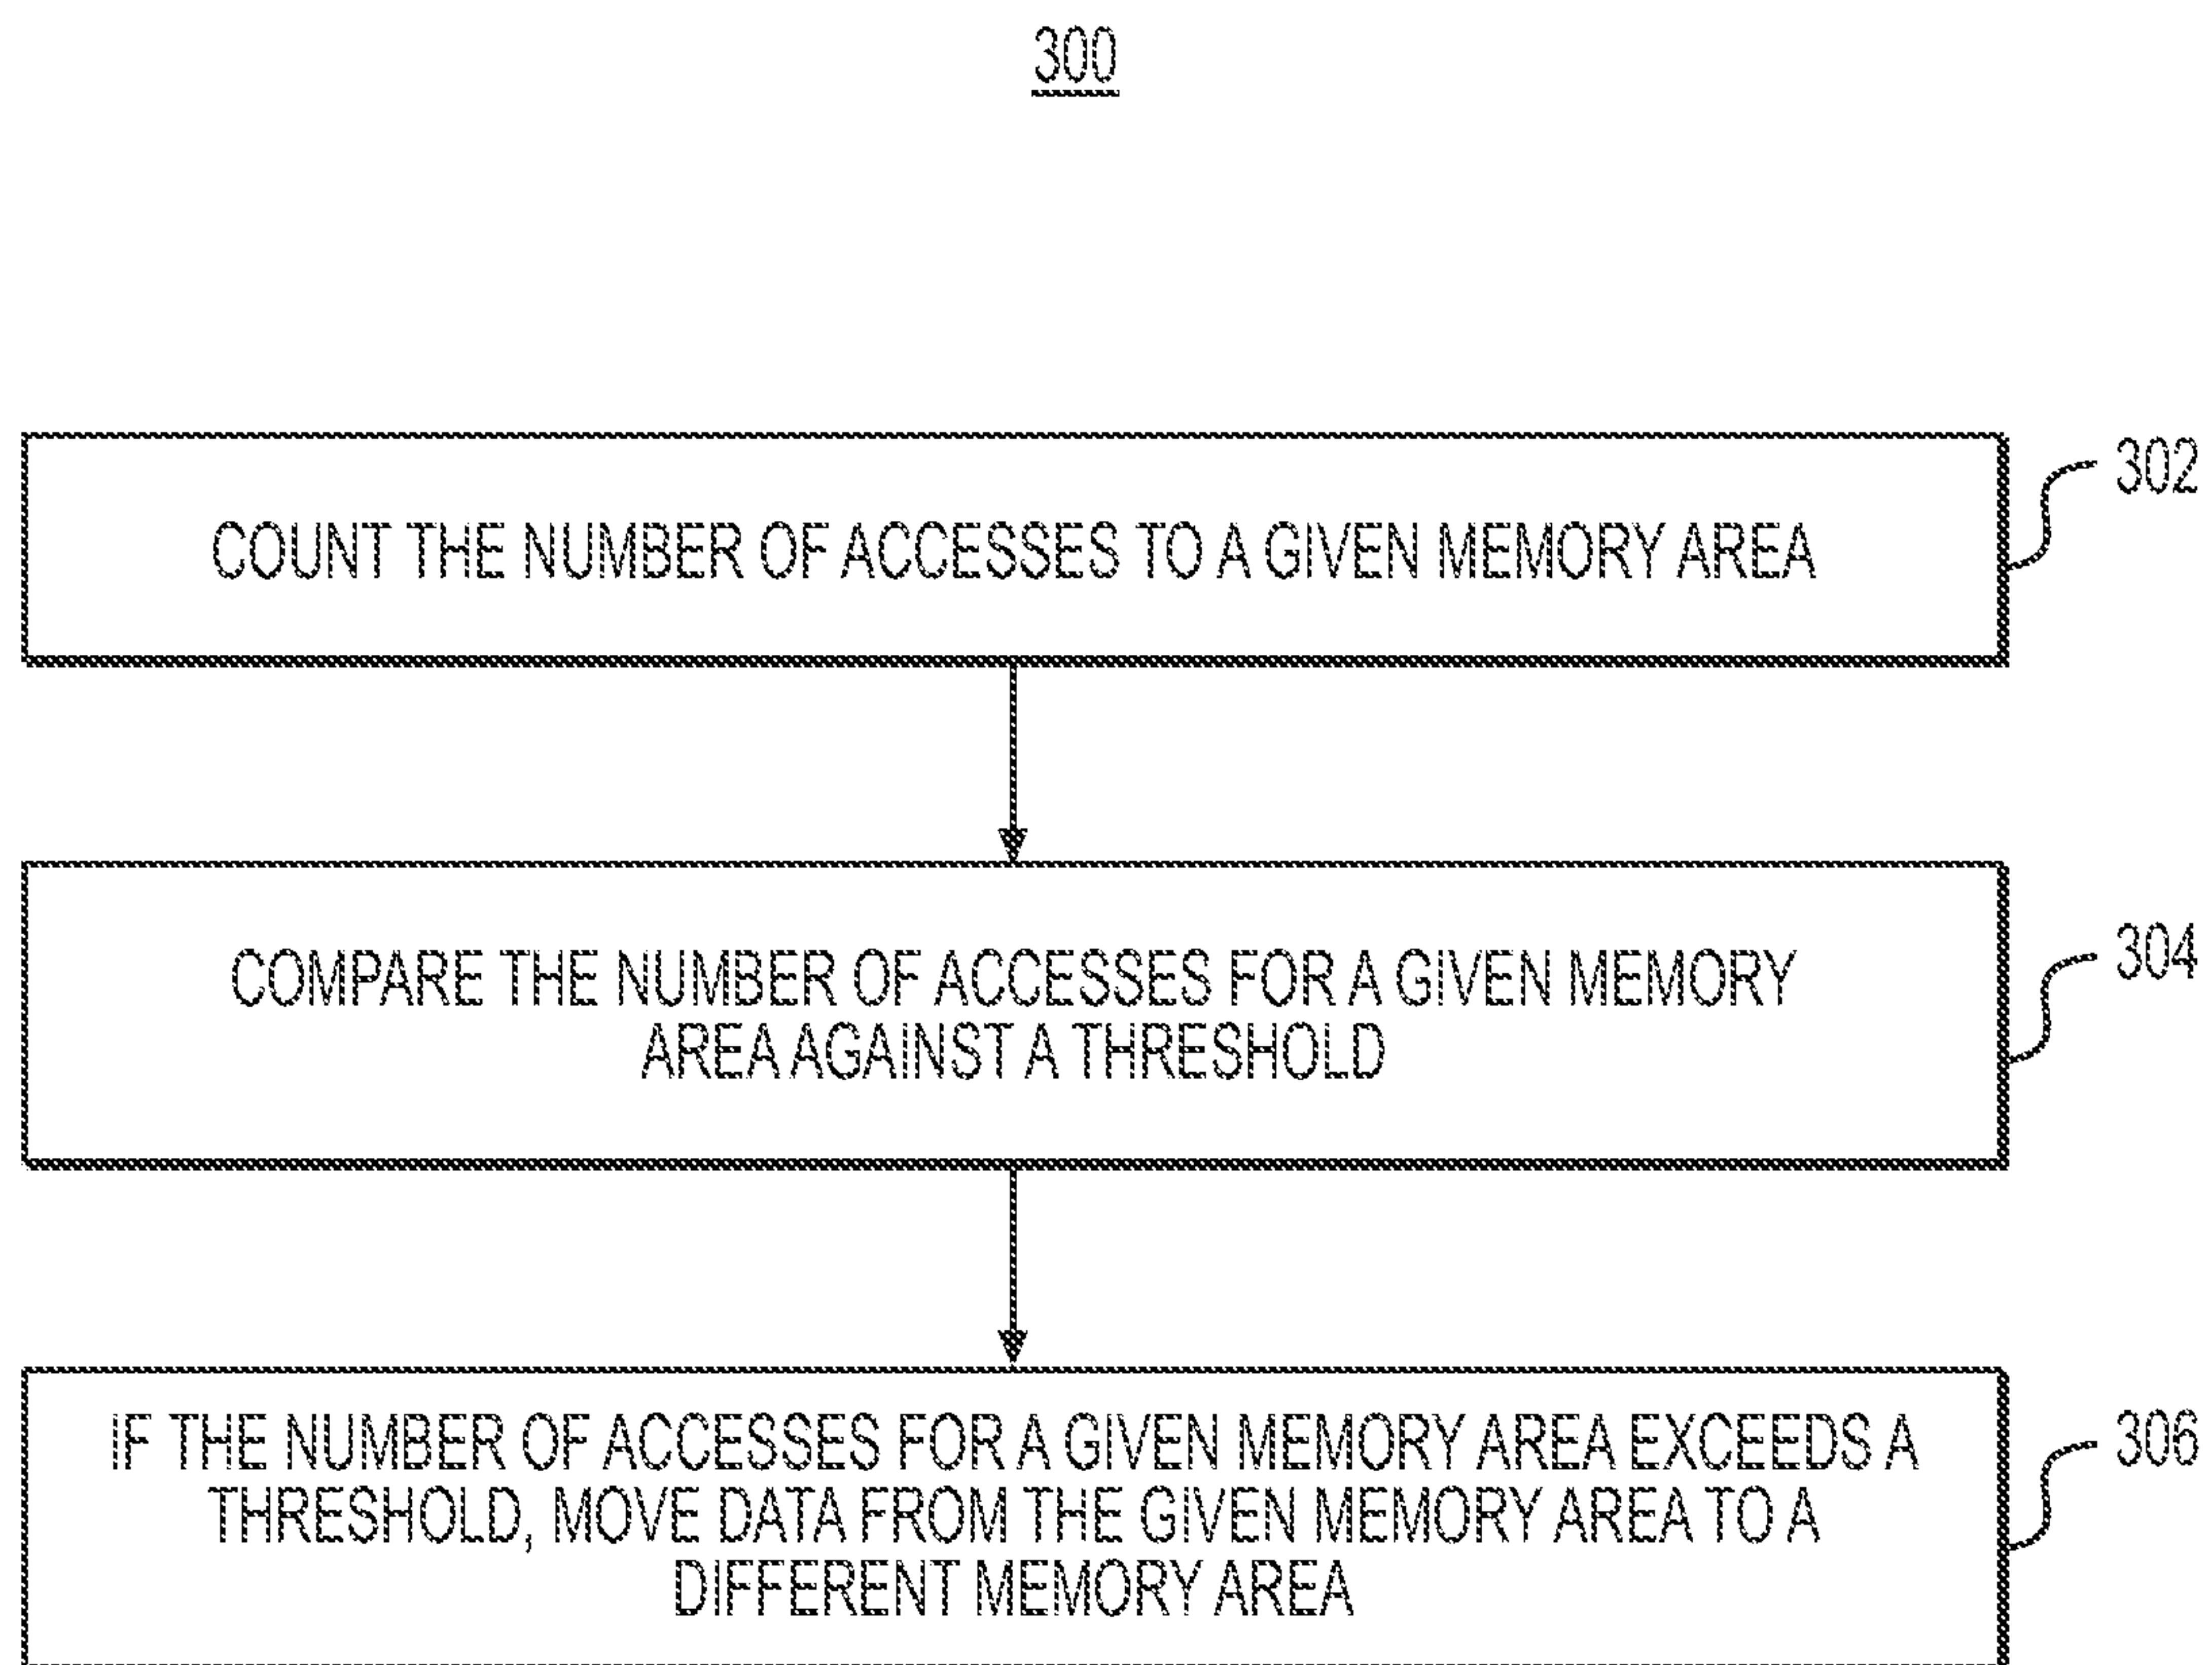 300
COUNT THE NUMBER OF ACCESSES TO A GIVEN MEMORY AREA
302
COMPARE THE NUMBER OF ACCESSES FOR A GIVEN MEMORY
AREA AGAINST A THRESHOLD
304
IF THE NUMBER OF ACCESSES FOR A GIVEN MEMORY AREA EXCEEDS A
THRESHOLD, MOVE DATA FROM THE GIVEN MEMORY AREA TO A
DIFFERENT MEMORY AREA
306